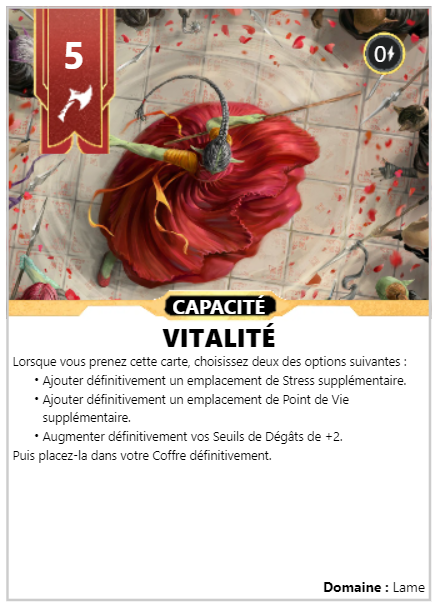 5
0
CAPACITÉ
VITALITÉ
Lorsque vous prenez cette carte, choisissez deux des options suivantes :
• Ajouter définitivement un emplacement de Stress supplémentaire.
• Ajouter définitivement un emplacement de Point de Vie
supplémentaire.
• Augmenter définitivement vos Seuils de Dégâts de +2.
Puis placez-la dans votre Coffre définitivement.
Domaine : Lame